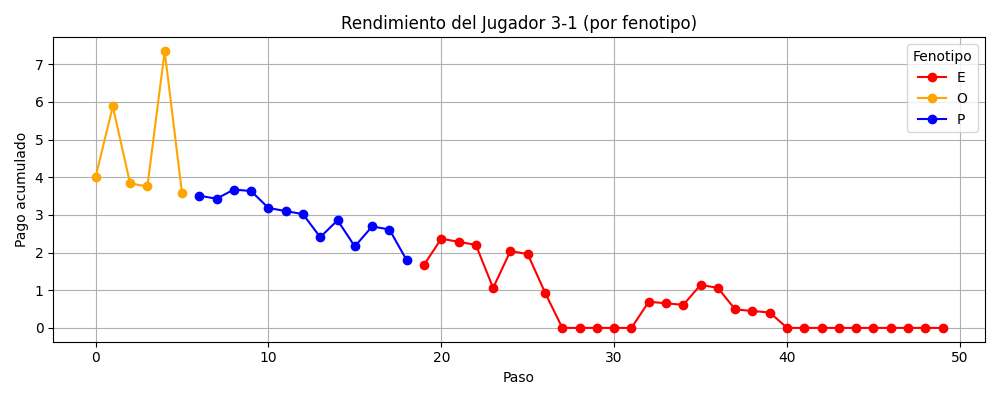 Rendimiento del Jugador 3-1 (por fenotipo)
Pago acumulado
7
6
5
4
3
2
1
0
Fenotipo
E
O
P
0 10 20 30 40 50
Paso